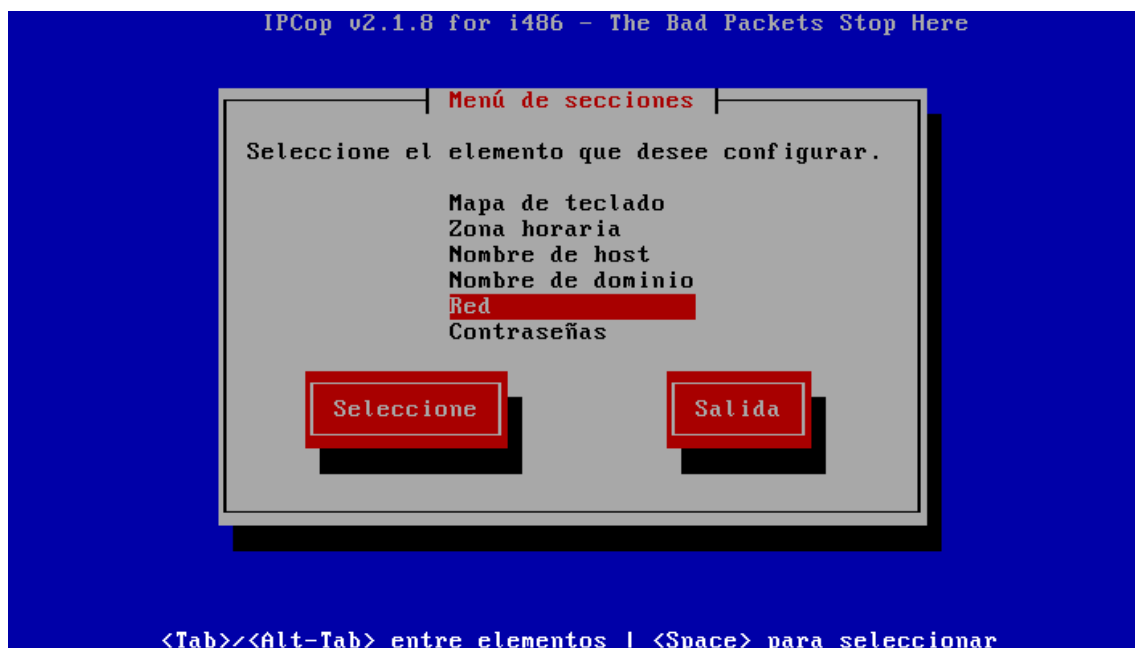 IPCop v2.1.8 for i486 - The Bad Packets Stop Here
Menú de secciones
Seleccione el elemento que desee configurar.
Mapa de teclado
Zona horaria
Nombre de host
Nombre de dominio
Red
Contraseñas
Seleccione Salida
<Tab>/<Alt-Tab> entre elementos | <Space> para seleccionar